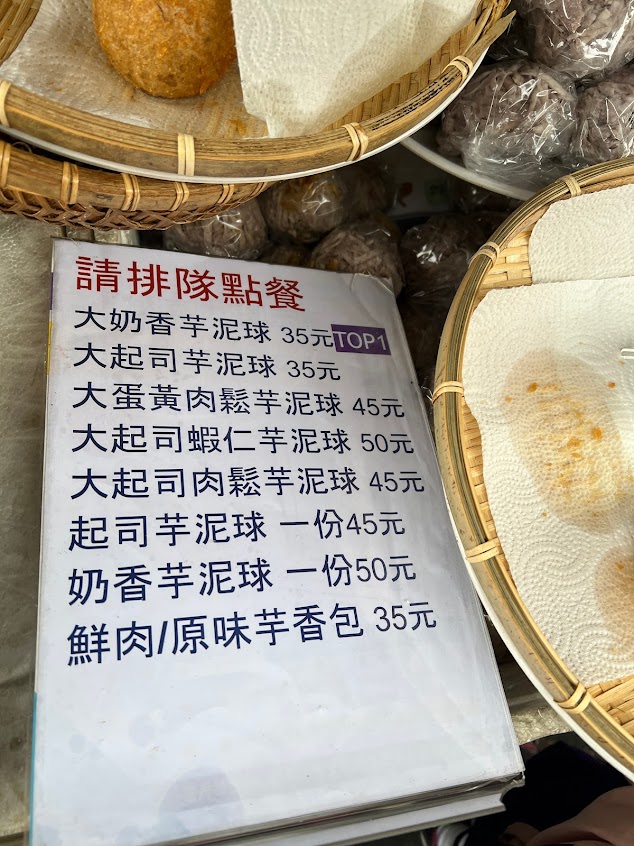 請排隊點餐
大奶香芋泥球 35元TOP1
大起司芋泥球 35元
大蛋黃肉鬆芋泥球 45元
大起司蝦仁芋泥球 50元
大起司肉鬆芋泥球 45元
起司芋泥球 一份45元
奶香芋泥球 一份50元
鮮肉/原味芋香包 35元